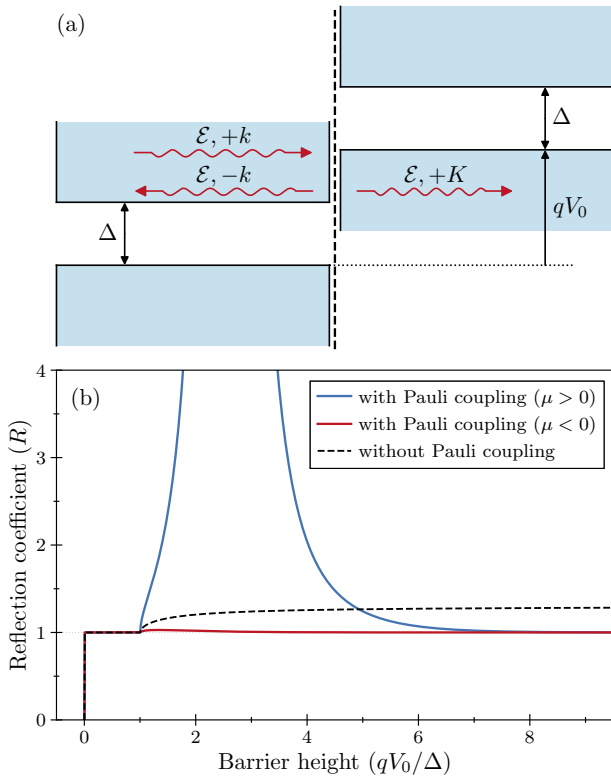 (a)
Δ
ℰ, +k
ℰ, −k
ℰ, +K
qV₀
Δ
(b)
with Pauli coupling (μ > 0)
with Pauli coupling (μ < 0)
without Pauli coupling
Reflection coefficient (R)
4
3
2
1
0
0 2 4 6 8
Barrier height (qV₀/Δ)